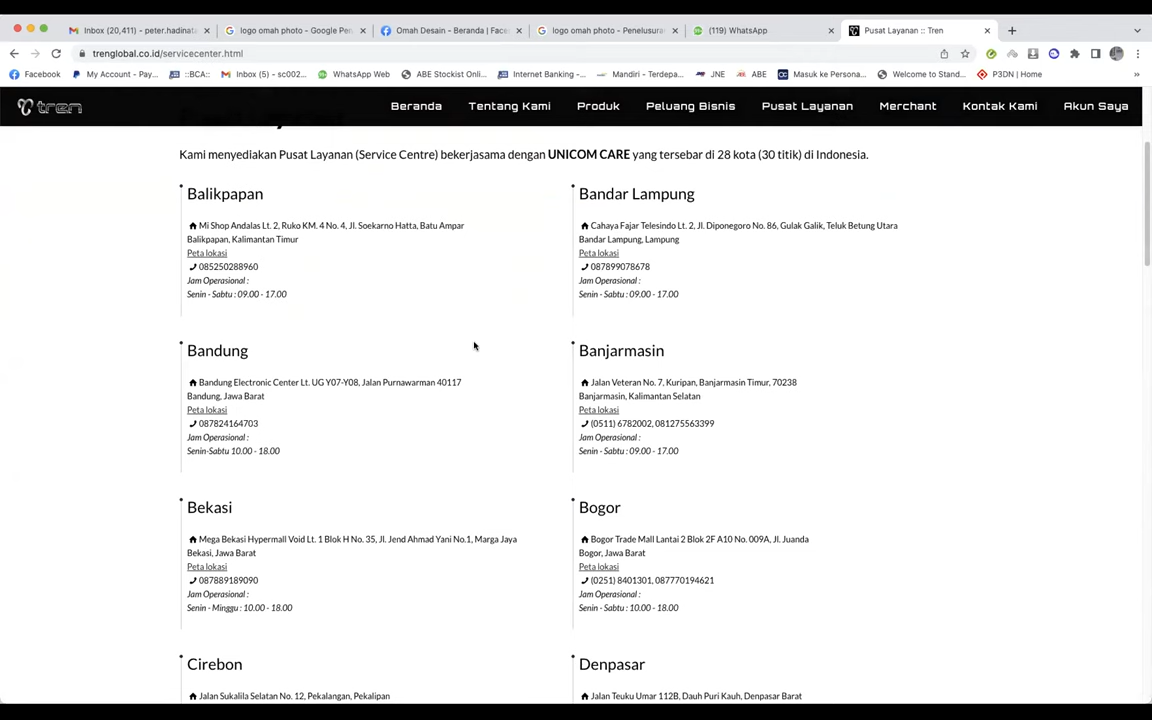 Inbox (20,411) - peter.hadinat
logo omah photo - Google Pen
Omah Desain - Beranda | Face
logo omah photo - Penelusura
(119) WhatsApp
Pusat Layanan :: Tren
trenglobal.co.id/servicecenter.html
Facebook
My Account - Pay...
::BCA::
Inbox (5) - sc002...
WhatsApp Web
ABE Stockist Onli...
Internet Banking -...
Mandiri - Terdepa...
JNE
ABE
Masuk ke Persona...
Welcome to Stand...
P3DN | Home
tren
Beranda
Tentang Kami
Produk
Peluang Bisnis
Pusat Layanan
Merchant
Kontak Kami
Akun Saya
Kami menyediakan Pusat Layanan (Service Centre) bekerjasama dengan UNICOM CARE yang tersebar di 28 kota (30 titik) di Indonesia.
Balikpapan
Mi Shop Andalas Lt. 2, Ruko KM. 4 No. 4, Jl. Soekarno Hatta, Batu Ampar
Balikpapan, Kalimantan Timur
Peta lokasi
085250288960
Jam Operasional :
Senin - Sabtu : 09.00 - 17.00
Bandar Lampung
Cahaya Fajar Telesindo Lt. 2, Jl. Diponegoro No. 86, Gulak Galik, Teluk Betung Utara
Bandar Lampung, Lampung
Peta lokasi
087899078678
Jam Operasional :
Senin - Sabtu : 09.00 - 17.00
Bandung
Bandung Electronic Center Lt. UG Y07-Y08, Jalan Purnawarman 40117
Bandung, Jawa Barat
Peta lokasi
087824164703
Jam Operasional :
Senin-Sabtu 10.00 - 18.00
Banjarmasin
Jalan Veteran No. 7, Kuripan, Banjarmasin Timur, 70238
Banjarmasin, Kalimantan Selatan
Peta lokasi
(0511) 6782002, 081275563399
Jam Operasional :
Senin - Sabtu : 09.00 - 17.00
Bekasi
Mega Bekasi Hypermall Void Lt. 1 Blok H No. 35, Jl. Jend Ahmad Yani No.1, Marga Jaya
Bekasi, Jawa Barat
Peta lokasi
087889189090
Jam Operasional :
Senin - Minggu : 10.00 - 18.00
Bogor
Bogor Trade Mall Lantai 2 Blok 2F A10 No. 009A, Jl. Juanda
Bogor, Jawa Barat
Peta lokasi
(0251) 8401301, 087770194621
Jam Operasional :
Senin - Sabtu : 10.00 - 18.00
Cirebon
Jalan Sukalila Selatan No. 12, Pekalangan, Pekalipan
Denpasar
Jalan Teuku Umar 112B, Dauh Puri Kauh, Denpasar Barat